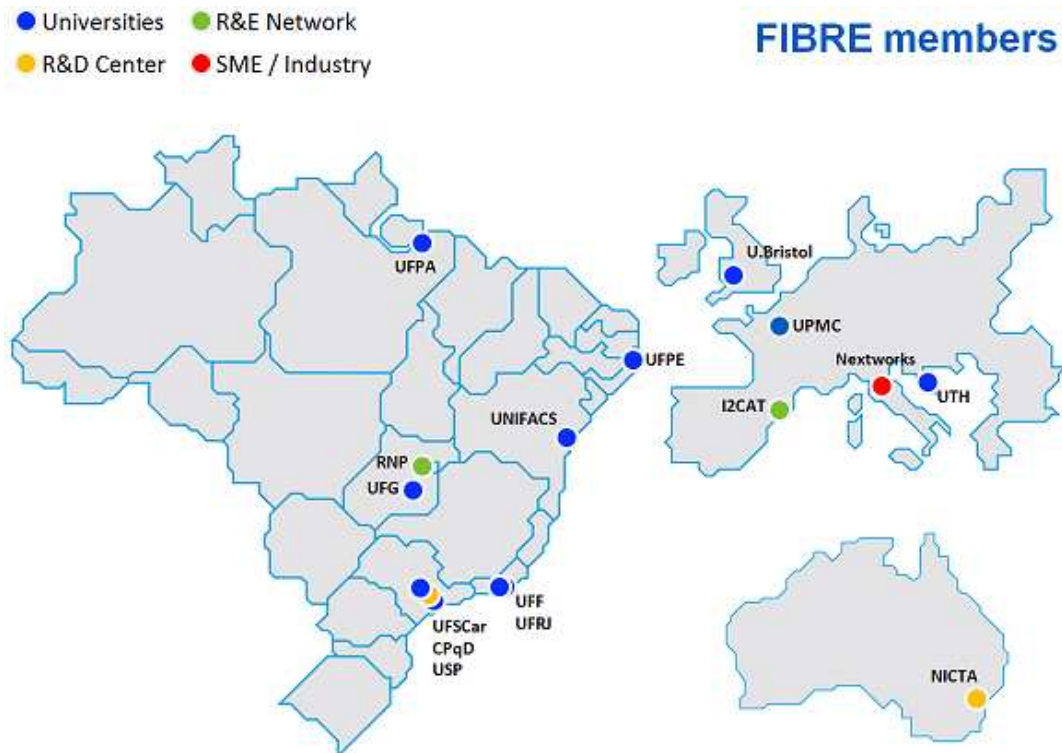 Universities
R&E Network
FIBRE members
R&D Center
SME / Industry
UFPA
U.Bristol
UPMC
UFPE
Nextworks
I2CAT
UTH
UNIFACS
RNP
UFG
UFF
UFRJ
UFSCar
CPqD
USP
NICTA